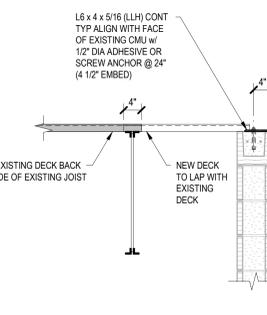 L6 x 4 x 5/16 (LLH) CONT
TYP ALIGN WITH FACE
OF EXISTING CMU w/
1/2" DIA ADHESIVE OR
SCREW ANCHOR @ 24"
(4 1/2" EMBED)
4"
4"
XISTING DECK BACK
DE OF EXISTING JOIST
NEW DECK
TO LAP WITH
EXISTING
DECK